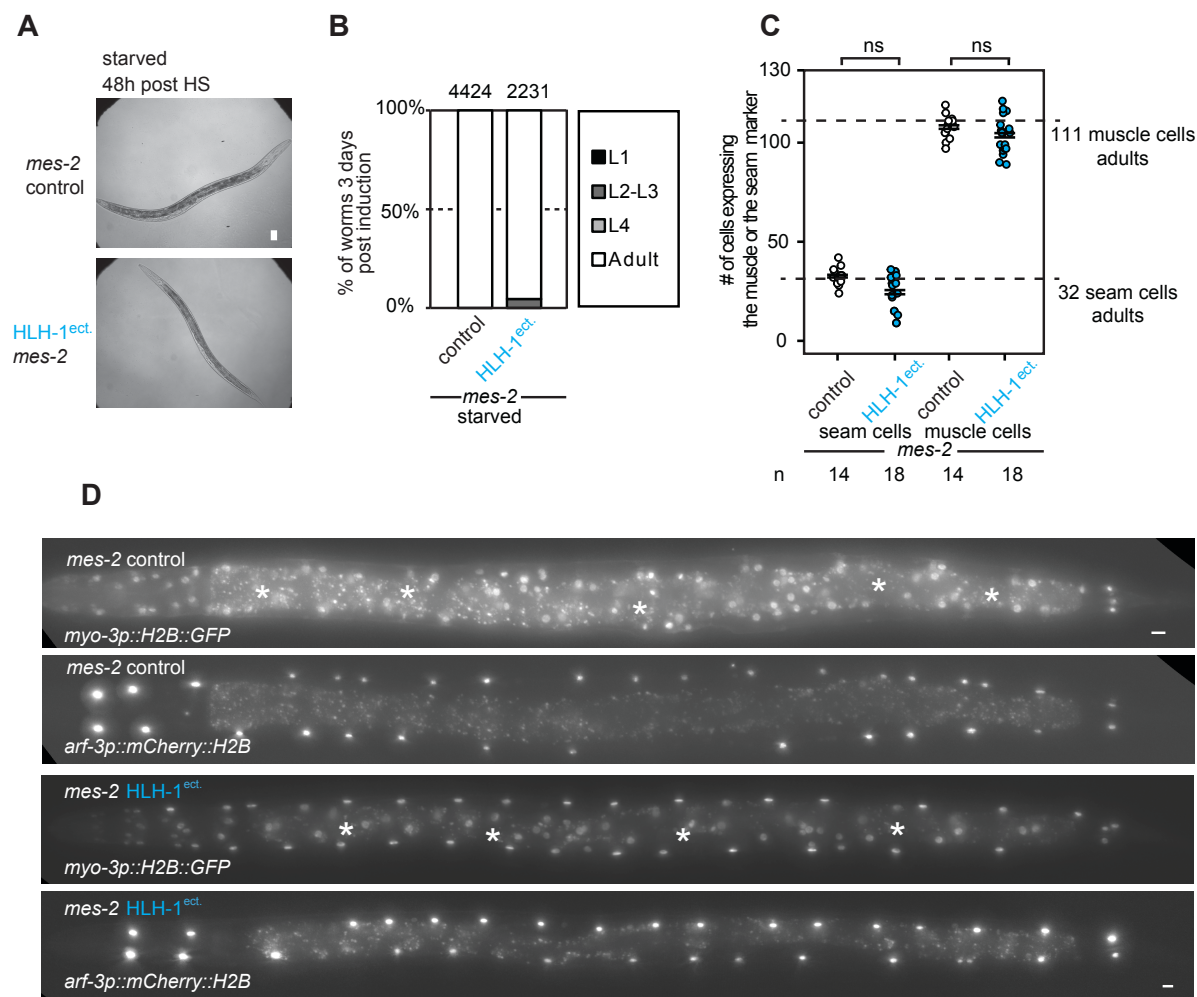 A
starved
48h post HS
mes-2
control
HLH-1ect.
mes-2
B
4424 2231
100%
50%
0%
% of worms 3 days
post induction
L1
L2-L3
L4
Adult
control
HLH-1ect.
mes-2
starved
C
ns ns
130
100
50
0
# of cells expressing
the muscle or the seam marker
111 muscle cells
adults
32 seam cells
adults
control
HLH-1ect.
control
HLH-1ect.
seam cells muscle cells
mes-2
n 14 18 14 18
D
mes-2 control
* * * * *
myo-3p::H2B::GFP
mes-2 control
arf-3p::mCherry::H2B
mes-2 HLH-1ect.
* * * *
myo-3p::H2B::GFP
mes-2 HLH-1ect.
arf-3p::mCherry::H2B